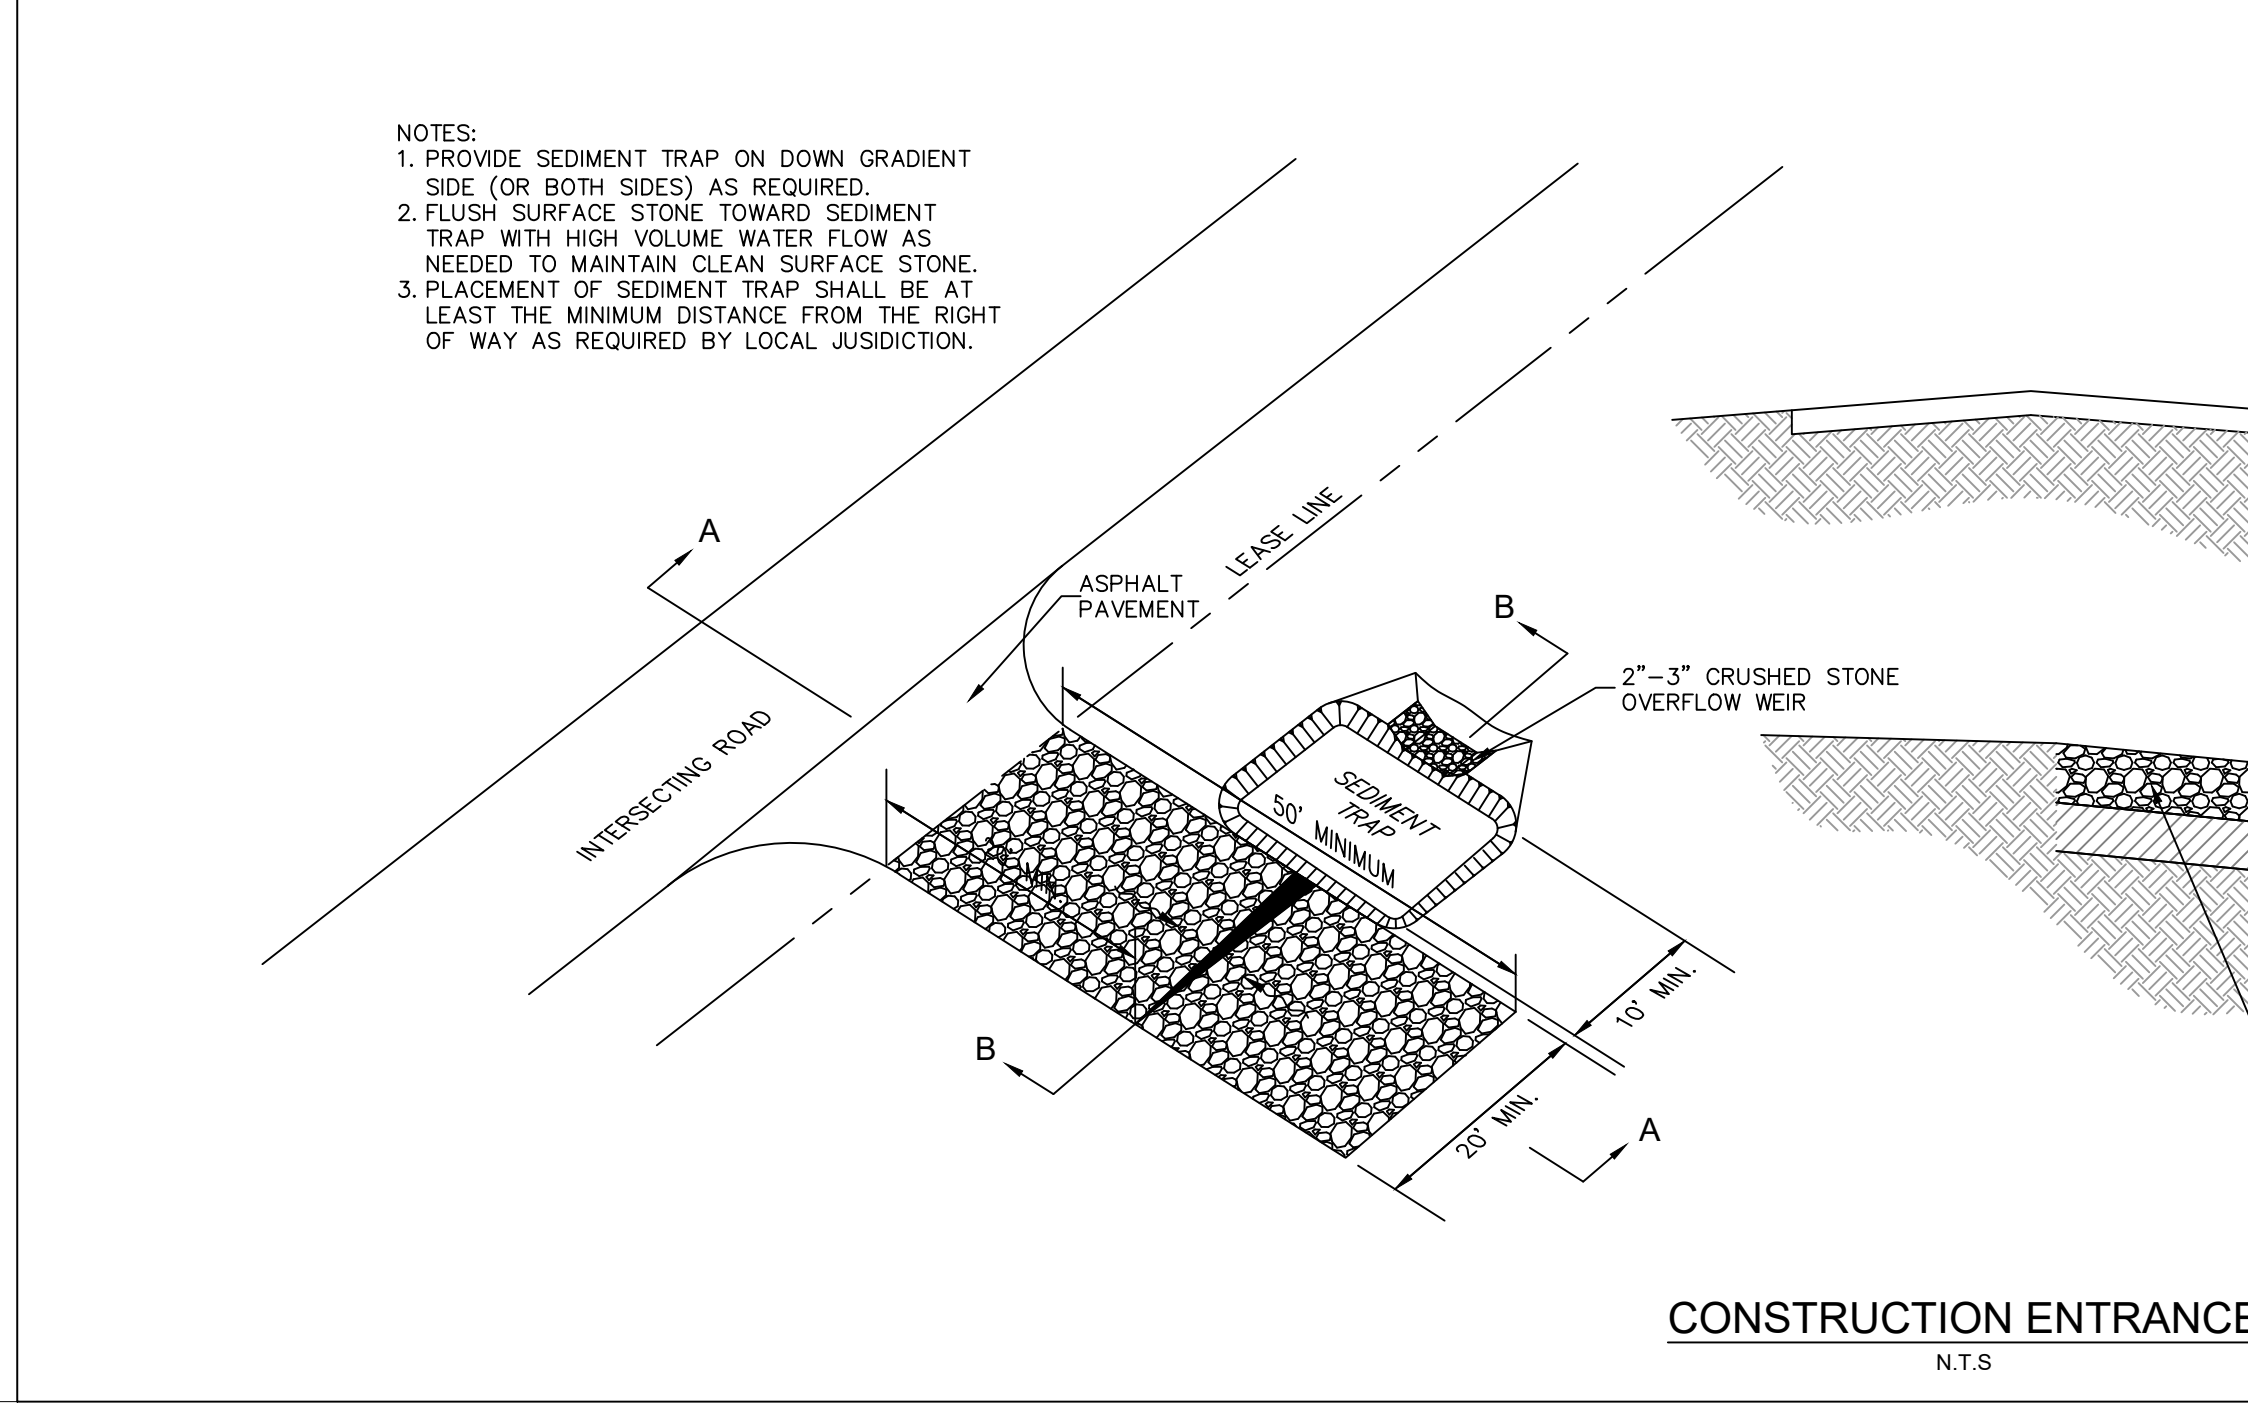 NOTES:
1. PROVIDE SEDIMENT TRAP ON DOWN GRADIENT
SIDE (OR BOTH SIDES) AS REQUIRED.
2. FLUSH SURFACE STONE TOWARD SEDIMENT
TRAP WITH HIGH VOLUME WATER FLOW AS
NEEDED TO MAINTAIN CLEAN SURFACE STONE.
3. PLACEMENT OF SEDIMENT TRAP SHALL BE AT
LEAST THE MINIMUM DISTANCE FROM THE RIGHT
OF WAY AS REQUIRED BY LOCAL JUSIDICTION.
A
LEASE LINE
ASPHALT
PAVEMENT
B
2"-3" CRUSHED STONE
OVERFLOW WEIR
INTERSECTING ROAD
SEDIMENT
TRAP
50' MINIMUM
MIN.
10' MIN.
B
20' MIN.
A
CONSTRUCTION ENTRANCE
N.T.S